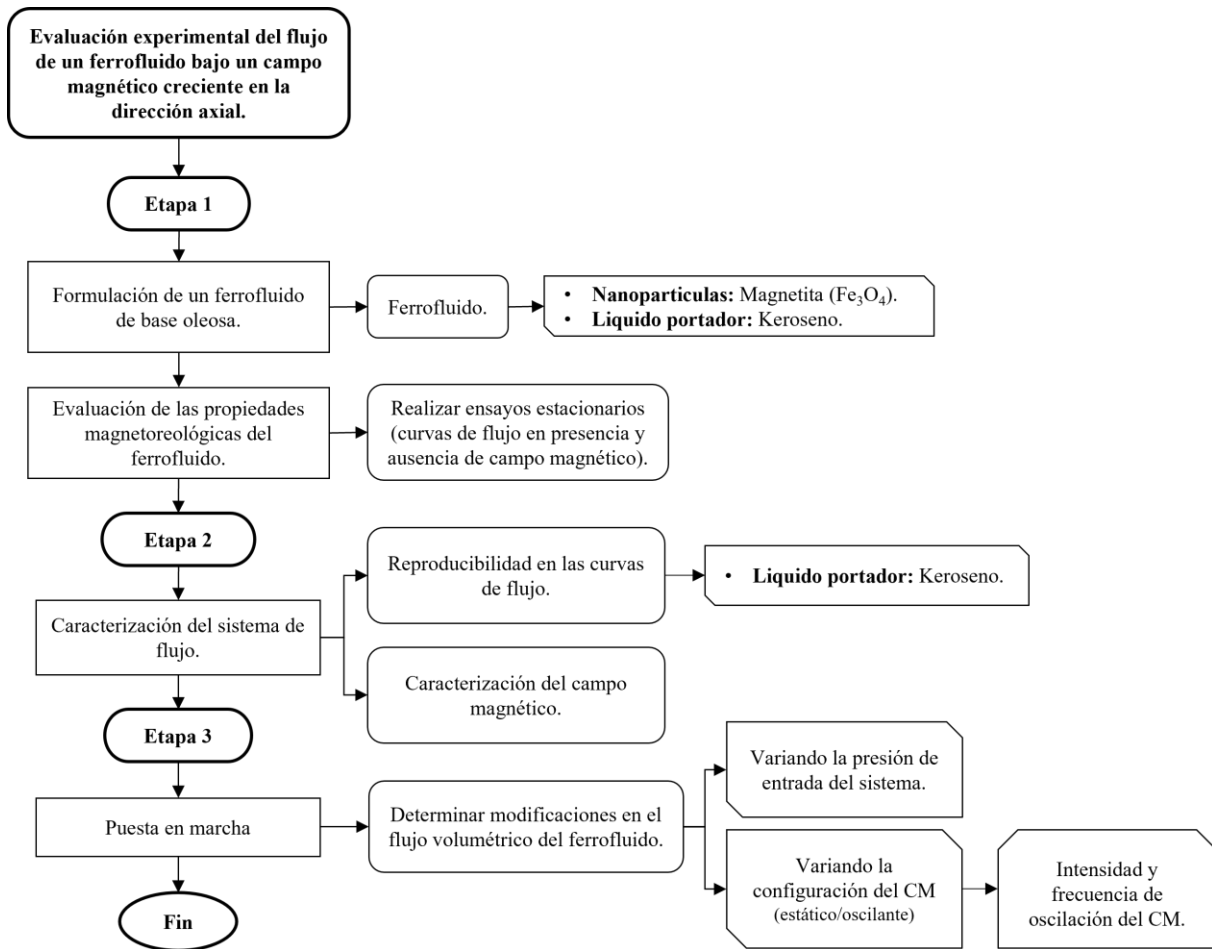 Evaluación experimental del flujo
de un ferrofluido bajo un campo
magnético creciente en la
dirección axial.
Etapa 1
Formulación de un ferrofluido
de base oleosa.
Ferrofluido.
• Nanoparticulas: Magnetita (Fe₃O₄).
• Liquido portador: Keroseno.
Evaluación de las propiedades
magnetoreológicas del
ferrofluido.
Realizar ensayos estacionarios
(curvas de flujo en presencia y
ausencia de campo magnético).
Etapa 2
Caracterización del sistema de
flujo.
Reproducibilidad en las curvas
de flujo.
• Liquido portador: Keroseno.
Caracterización del campo
magnético.
Etapa 3
Puesta en marcha
Determinar modificaciones en el
flujo volumétrico del ferrofluido.
Variando la presión de
entrada del sistema.
Variando la
configuración del CM
(estático/oscilante)
Intensidad y
frecuencia de
oscilación del CM.
Fin